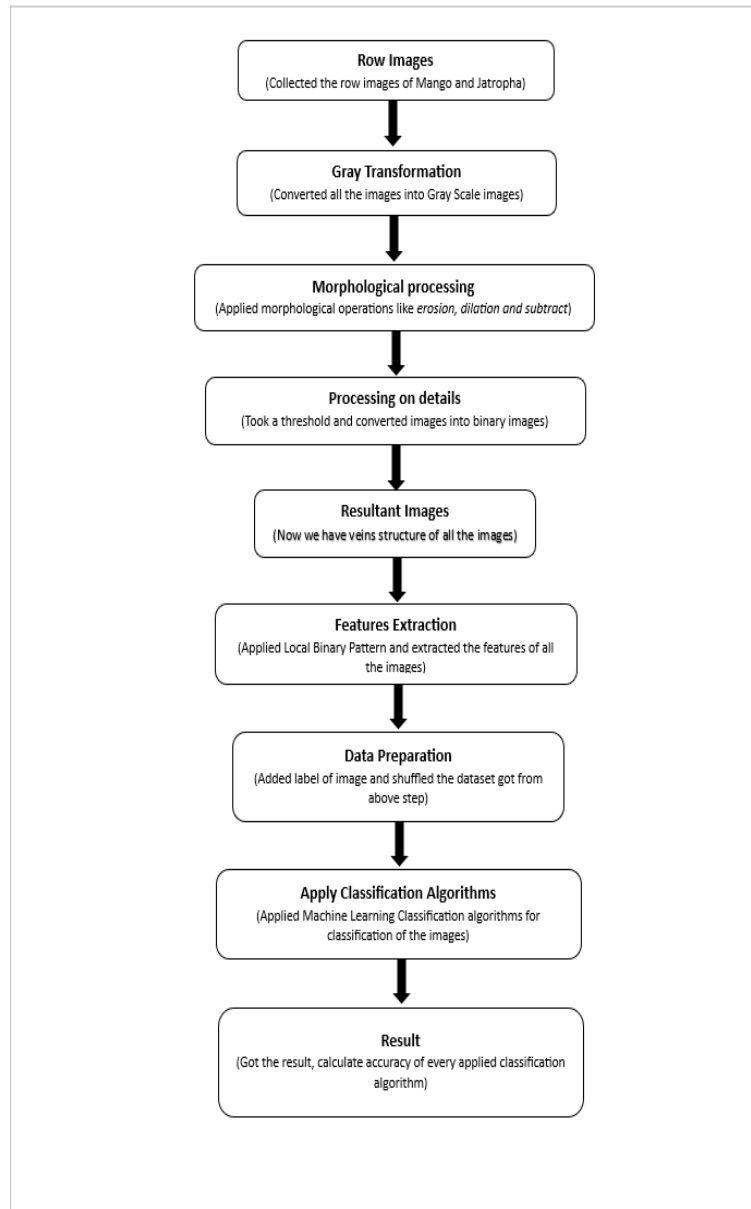 Row Images
(Collected the row images of Mango and Jatropha)
Gray Transformation
(Converted all the images into Gray Scale images)
Morphological processing
(Applied morphological operations like erosion, dilation and subtract)
Processing on details
(Took a threshold and converted images into binary images)
Resultant Images
(Now we have veins structure of all the images)
Features Extraction
(Applied Local Binary Pattern and extracted the features of all
the images)
Data Preparation
(Added label of image and shuffled the dataset got from
above step)
Apply Classification Algorithms
(Applied Machine Learning Classification algorithms for
classification of the images)
Result
(Got the result, calculate accuracy of every applied classification
algorithm)